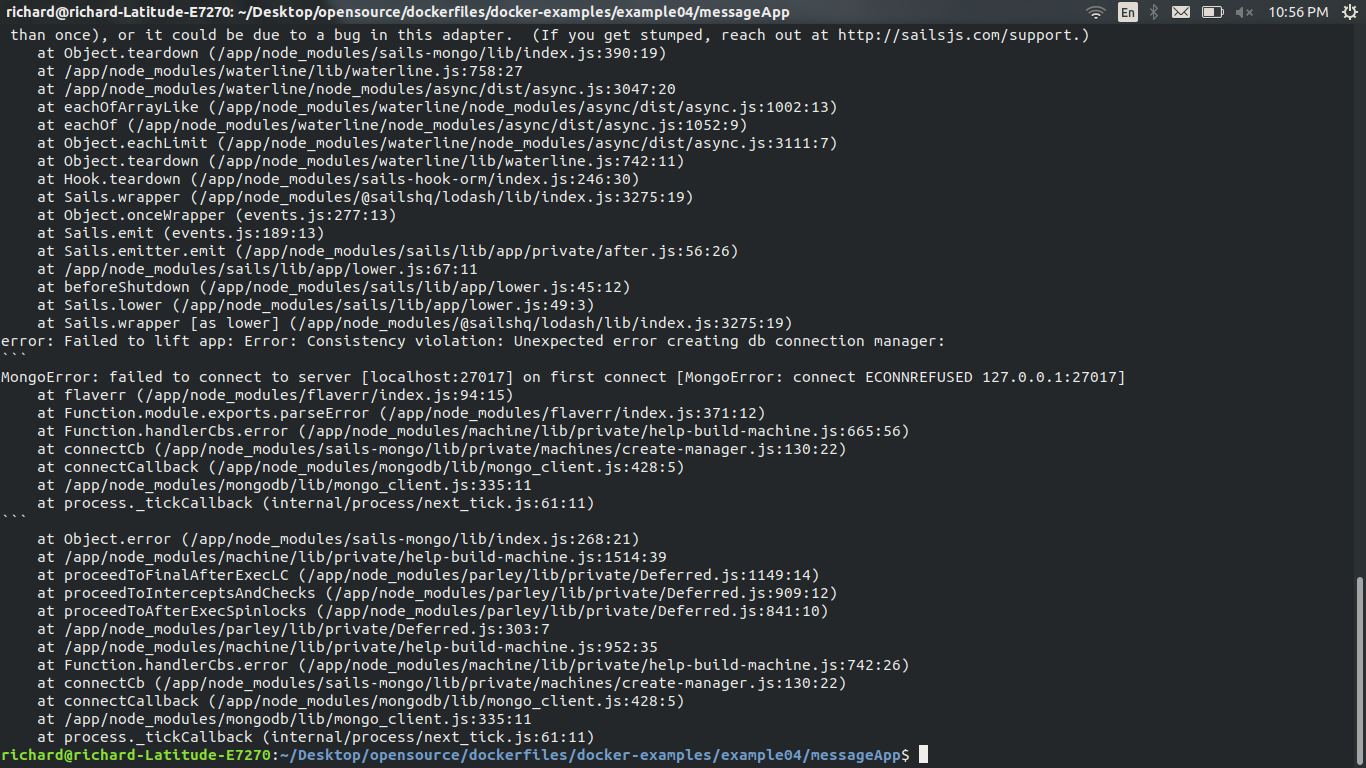 richard@richard-Latitude-E7270: ~/Desktop/opensource/dockerfiles/docker-examples/example04/messageApp En 10:56 PM
than once), or it could be due to a bug in this adapter.  (If you get stumped, reach out at http://sailsjs.com/support.)
    at Object.teardown (/app/node_modules/sails-mongo/lib/index.js:390:19)
    at /app/node_modules/waterline/lib/waterline.js:758:27
    at /app/node_modules/waterline/node_modules/async/dist/async.js:3047:20
    at eachOfArrayLike (/app/node_modules/waterline/node_modules/async/dist/async.js:1002:13)
    at eachOf (/app/node_modules/waterline/node_modules/async/dist/async.js:1052:9)
    at Object.eachLimit (/app/node_modules/waterline/node_modules/async/dist/async.js:3111:7)
    at Object.teardown (/app/node_modules/waterline/lib/waterline.js:742:11)
    at Hook.teardown (/app/node_modules/sails-hook-orm/index.js:246:30)
    at Sails.wrapper (/app/node_modules/@sailshq/lodash/lib/index.js:3275:19)
    at Object.onceWrapper (events.js:277:13)
    at Sails.emit (events.js:189:13)
    at Sails.emitter.emit (/app/node_modules/sails/lib/app/private/after.js:56:26)
    at /app/node_modules/sails/lib/app/lower.js:67:11
    at beforeShutdown (/app/node_modules/sails/lib/app/lower.js:45:12)
    at Sails.lower (/app/node_modules/sails/lib/app/lower.js:49:3)
    at Sails.wrapper [as lower] (/app/node_modules/@sailshq/lodash/lib/index.js:3275:19)
error: Failed to lift app: Error: Consistency violation: Unexpected error creating db connection manager:
```
MongoError: failed to connect to server [localhost:27017] on first connect [MongoError: connect ECONNREFUSED 127.0.0.1:27017]
    at flaverr (/app/node_modules/flaverr/index.js:94:15)
    at Function.module.exports.parseError (/app/node_modules/flaverr/index.js:371:12)
    at Function.handlerCbs.error (/app/node_modules/machine/lib/private/help-build-machine.js:665:56)
    at connectCb (/app/node_modules/sails-mongo/lib/private/machines/create-manager.js:130:22)
    at connectCallback (/app/node_modules/mongodb/lib/mongo_client.js:428:5)
    at /app/node_modules/mongodb/lib/mongo_client.js:335:11
    at process._tickCallback (internal/process/next_tick.js:61:11)
```
    at Object.error (/app/node_modules/sails-mongo/lib/index.js:268:21)
    at /app/node_modules/machine/lib/private/help-build-machine.js:1514:39
    at proceedToFinalAfterExecLC (/app/node_modules/parley/lib/private/Deferred.js:1149:14)
    at proceedToInterceptsAndChecks (/app/node_modules/parley/lib/private/Deferred.js:909:12)
    at proceedToAfterExecSpinlocks (/app/node_modules/parley/lib/private/Deferred.js:841:10)
    at /app/node_modules/parley/lib/private/Deferred.js:303:7
    at /app/node_modules/machine/lib/private/help-build-machine.js:952:35
    at Function.handlerCbs.error (/app/node_modules/machine/lib/private/help-build-machine.js:742:26)
    at connectCb (/app/node_modules/sails-mongo/lib/private/machines/create-manager.js:130:22)
    at connectCallback (/app/node_modules/mongodb/lib/mongo_client.js:428:5)
    at /app/node_modules/mongodb/lib/mongo_client.js:335:11
    at process._tickCallback (internal/process/next_tick.js:61:11)
richard@richard-Latitude-E7270:~/Desktop/opensource/dockerfiles/docker-examples/example04/messageApp$